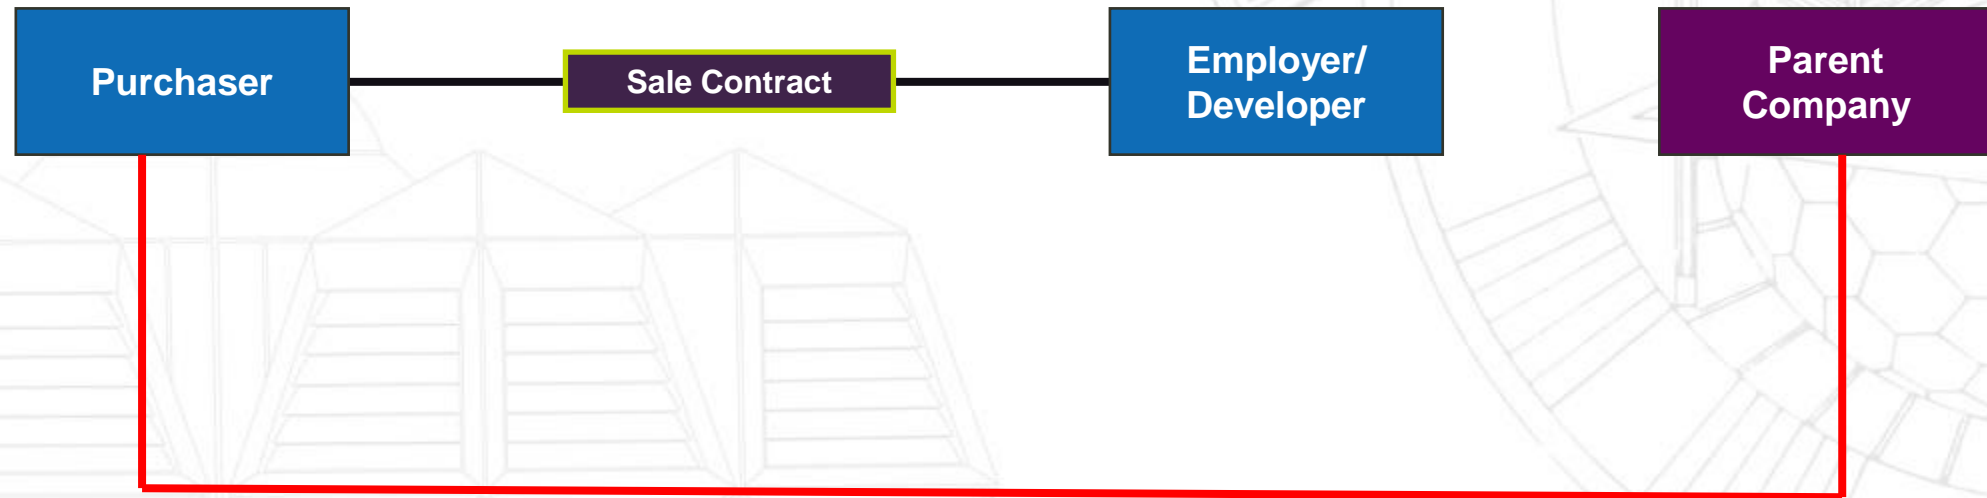 Purchaser
Sale Contract
Employer/
Developer
Parent
Company